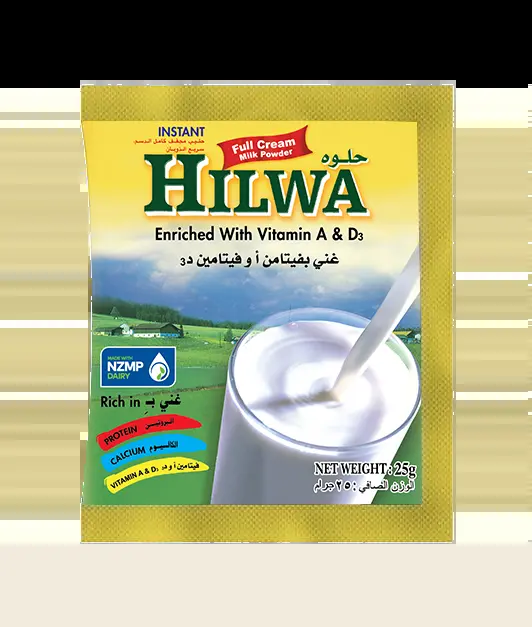 INSTANT
حليب مجفف كامل الدسم
سريع الذوبان
Full Cream
Milk Powder
حلوه
HILWA
Enriched With Vitamin A & D3
غني بفيتامن أ و فيتامين د3
MADE WITH
NZMP
DAIRY
Rich in غني بـِ
PROTEIN البروتيـــن
CALCIUM الكالسيوم
VITAMIN A & D3 فيتامين أ و د3
NET WEIGHT: 25g
الوزن الصافي: ٢٥ جرام